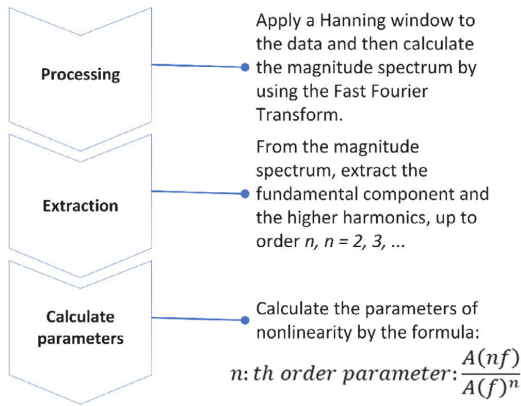 Processing
Apply a Hanning window to
the data and then calculate
the magnitude spectrum by
using the Fast Fourier
Transform.
Extraction
From the magnitude
spectrum, extract the
fundamental component and
the higher harmonics, up to
order n, n = 2, 3, ...
Calculate
parameters
Calculate the parameters of
nonlinearity by the formula:
n: th order parameter: A(nf)/A(f)ⁿ